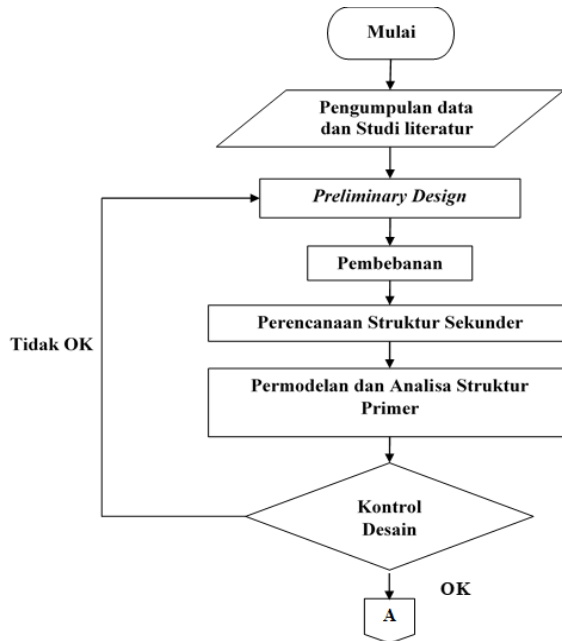 Mulai
Pengumpulan data
dan Studi literatur
Preliminary Design
Pembebanan
Perencanaan Struktur Sekunder
Tidak OK
Permodelan dan Analisa Struktur
Primer
Kontrol
Desain
OK
A